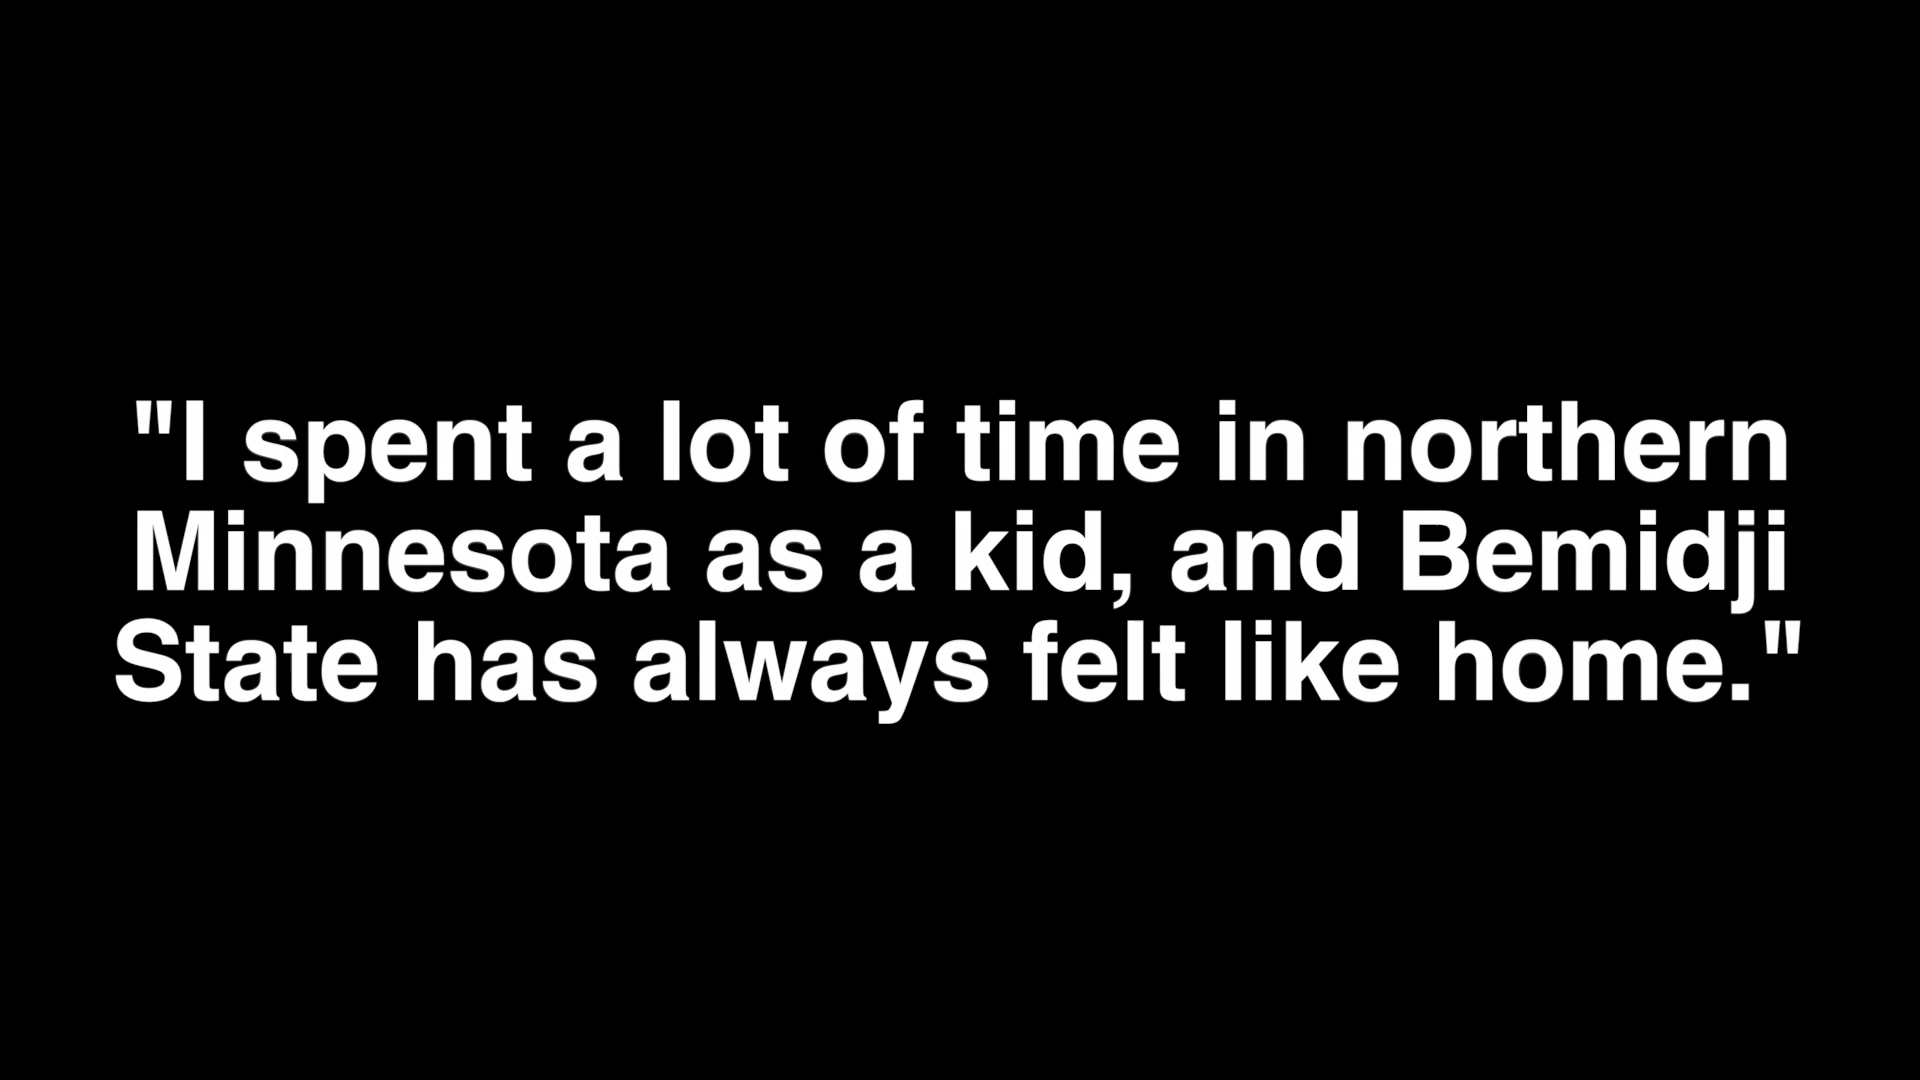 "I spent a lot of time in northern
Minnesota as a kid, and Bemidji
State has always felt like home."